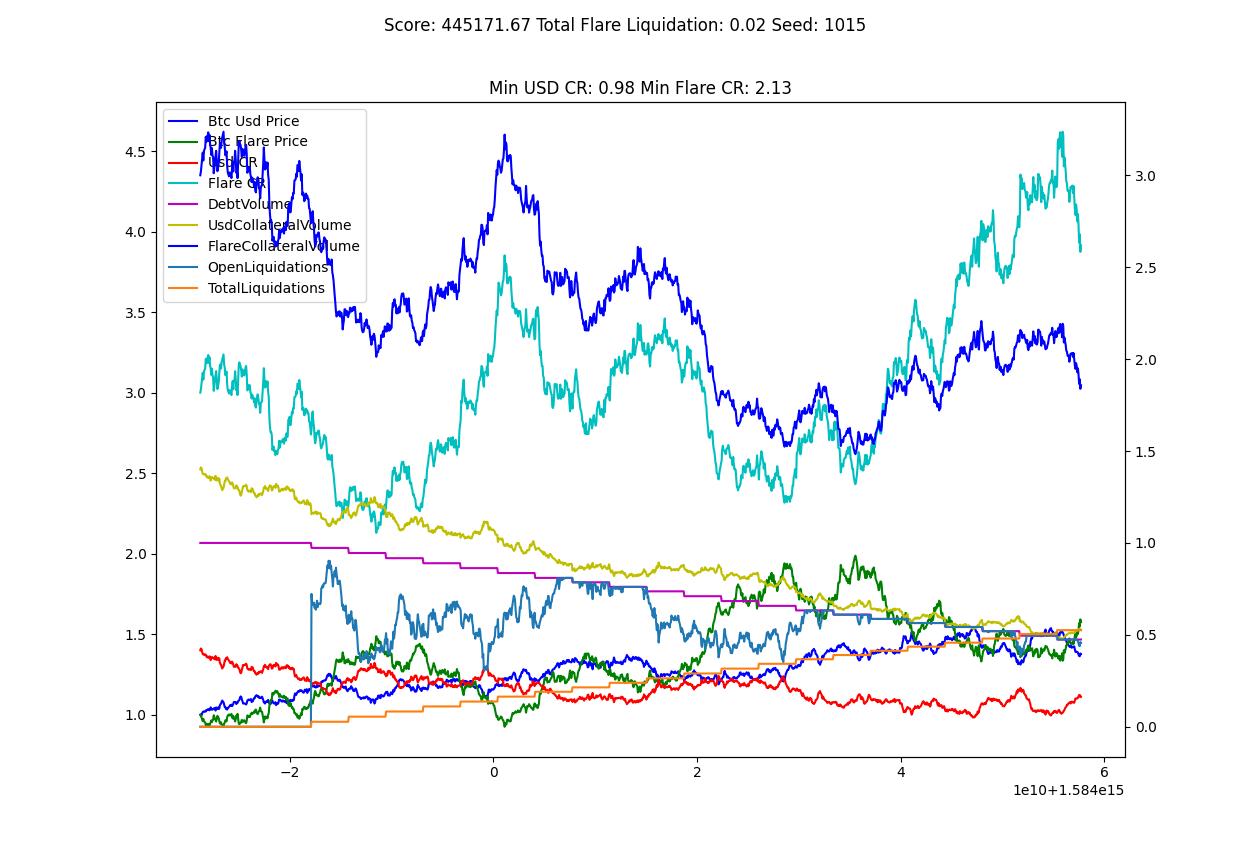 Score: 445171.67 Total Flare Liquidation: 0.02 Seed: 1015
Min USD CR: 0.98 Min Flare CR: 2.13
Btc Usd Price
Btc Flare Price
Usd CR
Flare CR
DebtVolume
UsdCollateralVolume
FlareCollateralVolume
OpenLiquidations
TotalLiquidations
4.5
4.0
3.5
3.0
2.5
2.0
1.5
1.0
3.0
2.5
2.0
1.5
1.0
0.5
0.0
−2
0
2
4
6
1e10+1.584e15